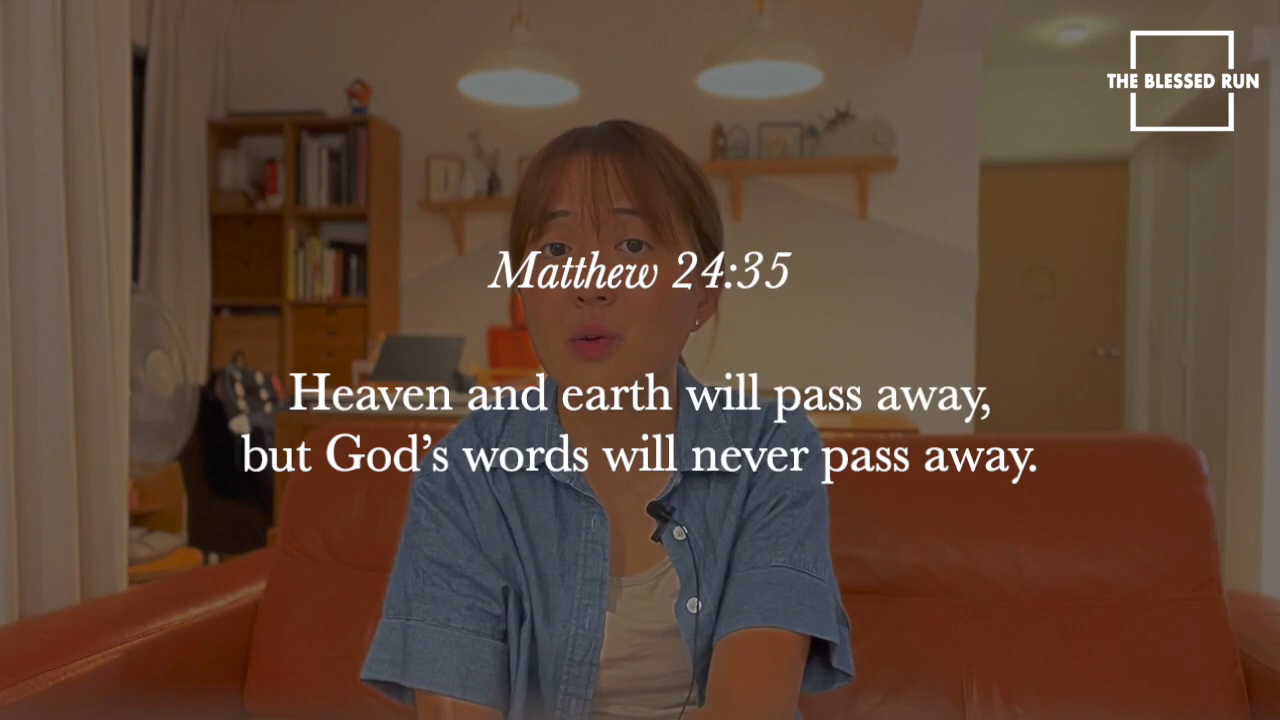 THE BLESSED RUN
Matthew 24:35
Heaven and earth will pass away,
but God’s words will never pass away.